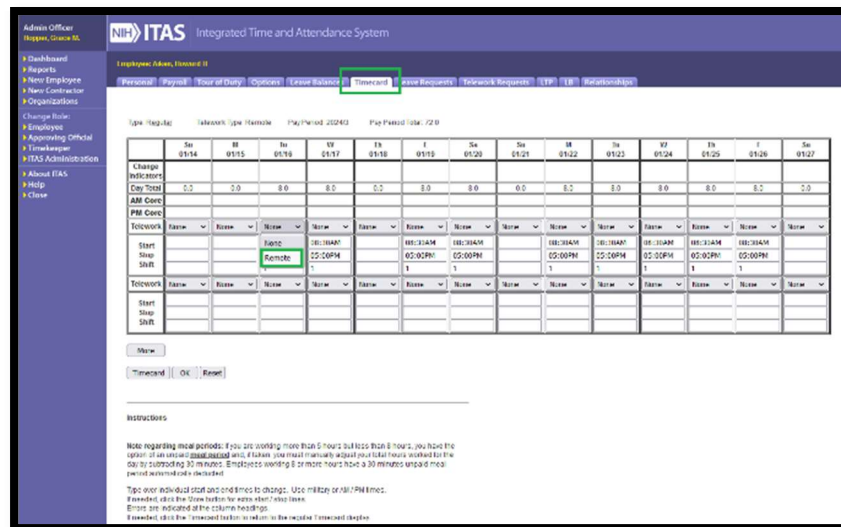 Admin Officer
Hopper, Grace M.
Dashboard
Reports
New Employee
New Contractor
Organizations
Change Role:
Employee
Approving Official
Timekeeper
ITAS Administration
About ITAS
Help
Close
NIH ITAS Integrated Time and Attendance System
Employee: Aiken, Howard H
Personal Payroll Tour of Duty Options Leave Balances Timecard Leave Requests Telework Requests LTP LB Relationships
Type: Regular Telework Type: Remote Pay Period: 2024/3 Pay Period Total: 72.0
Su M Tu W Th F Sa Su M Tu W Th F Sa
01/14 01/15 01/16 01/17 01/18 01/19 01/20 01/21 01/22 01/23 01/24 01/25 01/26 01/27
Change
Indicators
Day Total 0.0 0.0 8.0 8.0 0.0 8.0 8.0 0.0 8.0 8.0 8.0 8.0 8.0 0.0
AM Core
PM Core
Telework None None None None None None None None None None None None None None
Start 08:30AM 08:30AM 08:30AM 08:30AM 08:30AM 08:30AM 08:30AM 08:30AM
Stop 05:00PM 05:00PM 05:00PM 05:00PM 05:00PM 05:00PM 05:00PM 05:00PM
Shift 1 1 1 1 1 1 1 1 1
None
Remote
Telework None None None None None None None None None None None None None None
Start
Stop
Shift
More
Timecard OK Reset
Instructions
Note regarding meal periods: If you are working more than 5 hours but less than 8 hours, you have the
option of an unpaid meal period and, if taken, you must manually adjust your total hours worked for the
day by subtracting 30 minutes. Employees working 8 or more hours have a 30 minutes unpaid meal
period automatically deducted.
Type over individual start and end times to change. Use military or AM / PM times.
If needed, click the More button for extra start / stop lines.
Errors are indicated at the column headings.
If needed, click the Timecard button to return to the regular Timecard display